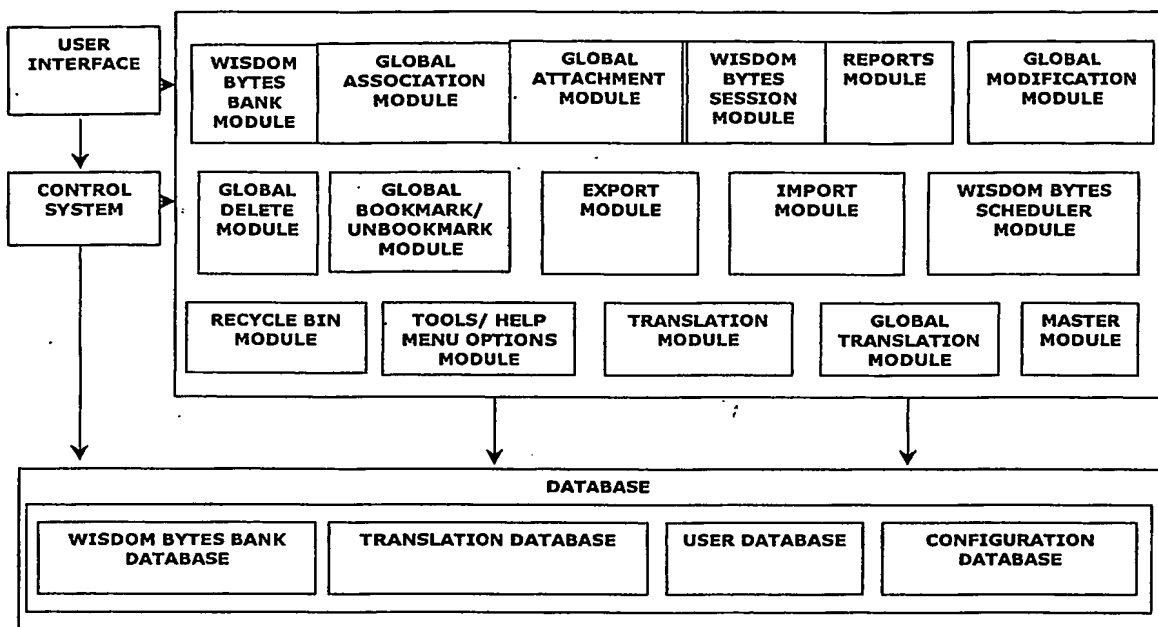 USER
INTERFACE
WISDOM
BYTES
BANK
MODULE
GLOBAL
ASSOCIATION
MODULE
GLOBAL
ATTACHMENT
MODULE
WISDOM
BYTES
SESSION
MODULE
REPORTS
MODULE
GLOBAL
MODIFICATION
MODULE
CONTROL
SYSTEM
GLOBAL
DELETE
MODULE
GLOBAL
BOOKMARK/
UNBOOKMARK
MODULE
EXPORT
MODULE
IMPORT
MODULE
WISDOM BYTES
SCHEDULER
MODULE
RECYCLE BIN
MODULE
TOOLS/ HELP
MENU OPTIONS
MODULE
TRANSLATION
MODULE
GLOBAL
TRANSLATION
MODULE
MASTER
MODULE
DATABASE
WISDOM BYTES BANK
DATABASE
TRANSLATION DATABASE
USER DATABASE
CONFIGURATION
DATABASE